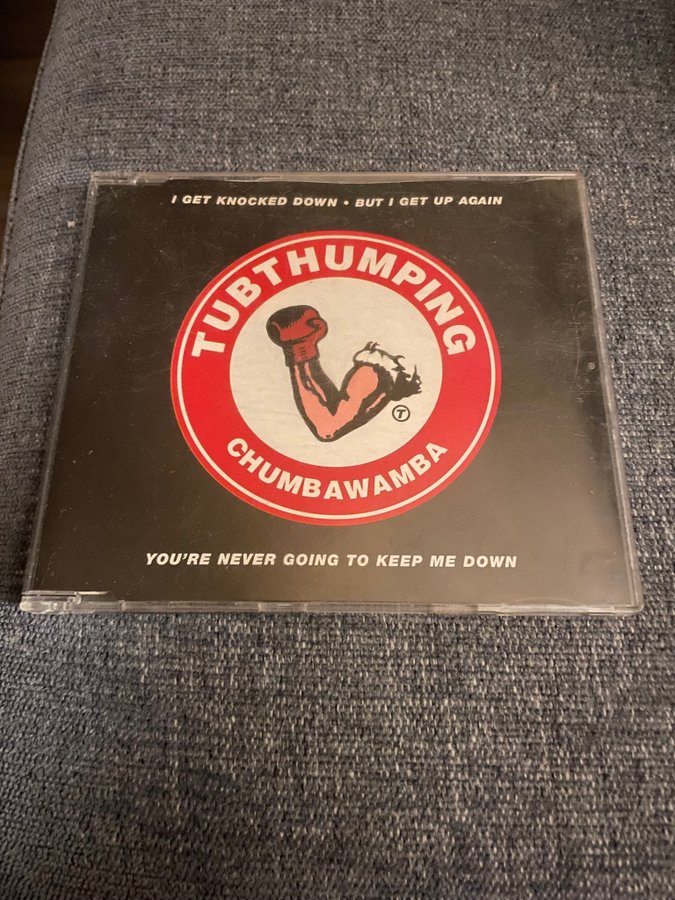 I GET KNOCKED DOWN • BUT I GET UP AGAIN
TUBTHUMPING
T
CHUMBAWAMBA
YOU'RE NEVER GOING TO KEEP ME DOWN